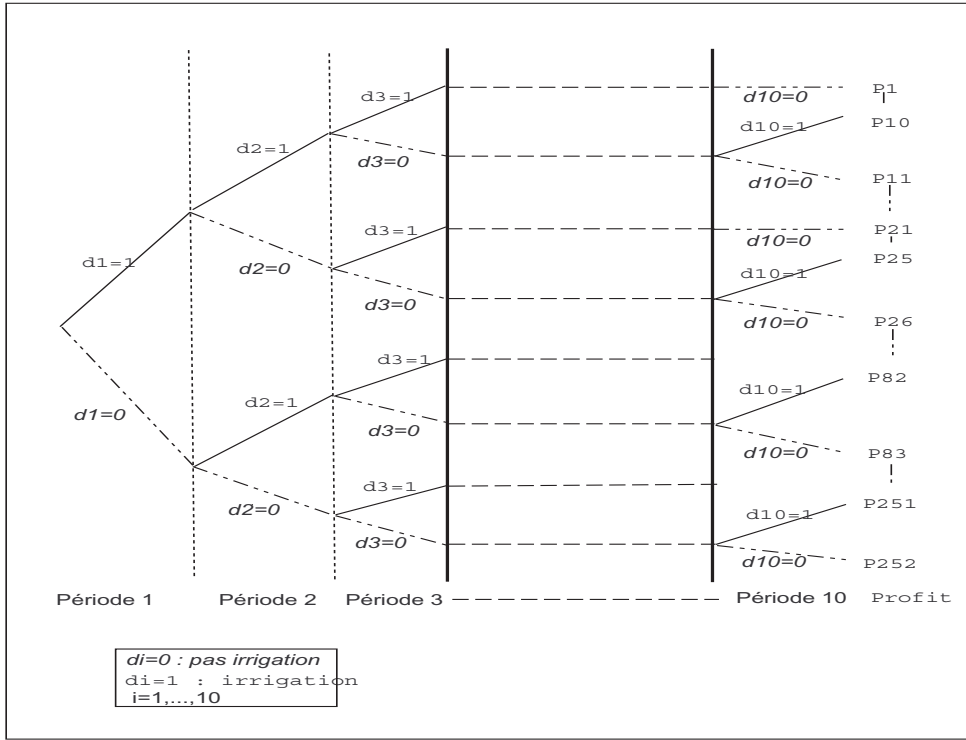 d3=1
d10=0
P1
d10=1
P10
d2=1
d3=0
d10=0
P11
d3=1
d10=0
P21
d1=1
d2=0
d10=1
P25
d3=0
d10=0
P26
d3=1
d10=1
P82
d1=0
d2=1
d3=0
d10=0
P83
d3=1
d10=1
P251
d2=0
d3=0
d10=0
P252
Période 1
Période 2
Période 3
Période 10
Profit
di=0 : pas irrigation
di=1 : irrigation
i=1,...,10